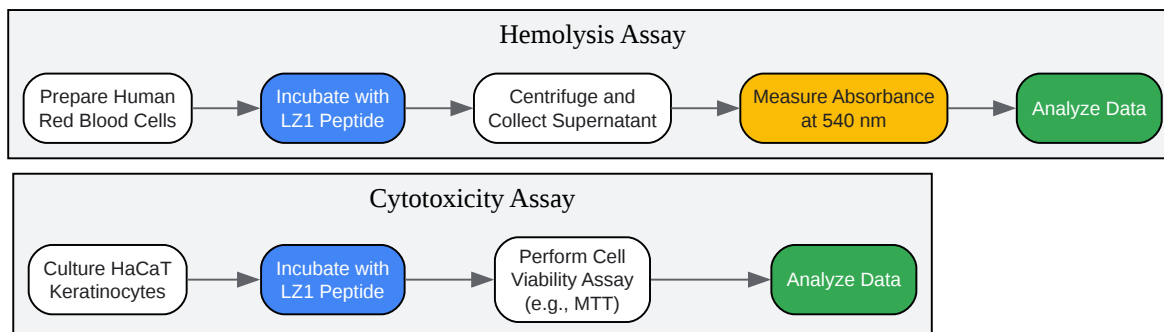 Hemolysis Assay
Prepare Human
Red Blood Cells
Incubate with
LZ1 Peptide
Centrifuge and
Collect Supernatant
Measure Absorbance
at 540 nm
Analyze Data
Cytotoxicity Assay
Culture HaCaT
Keratinocytes
Incubate with
LZ1 Peptide
Perform Cell
Viability Assay
(e.g., MTT)
Analyze Data